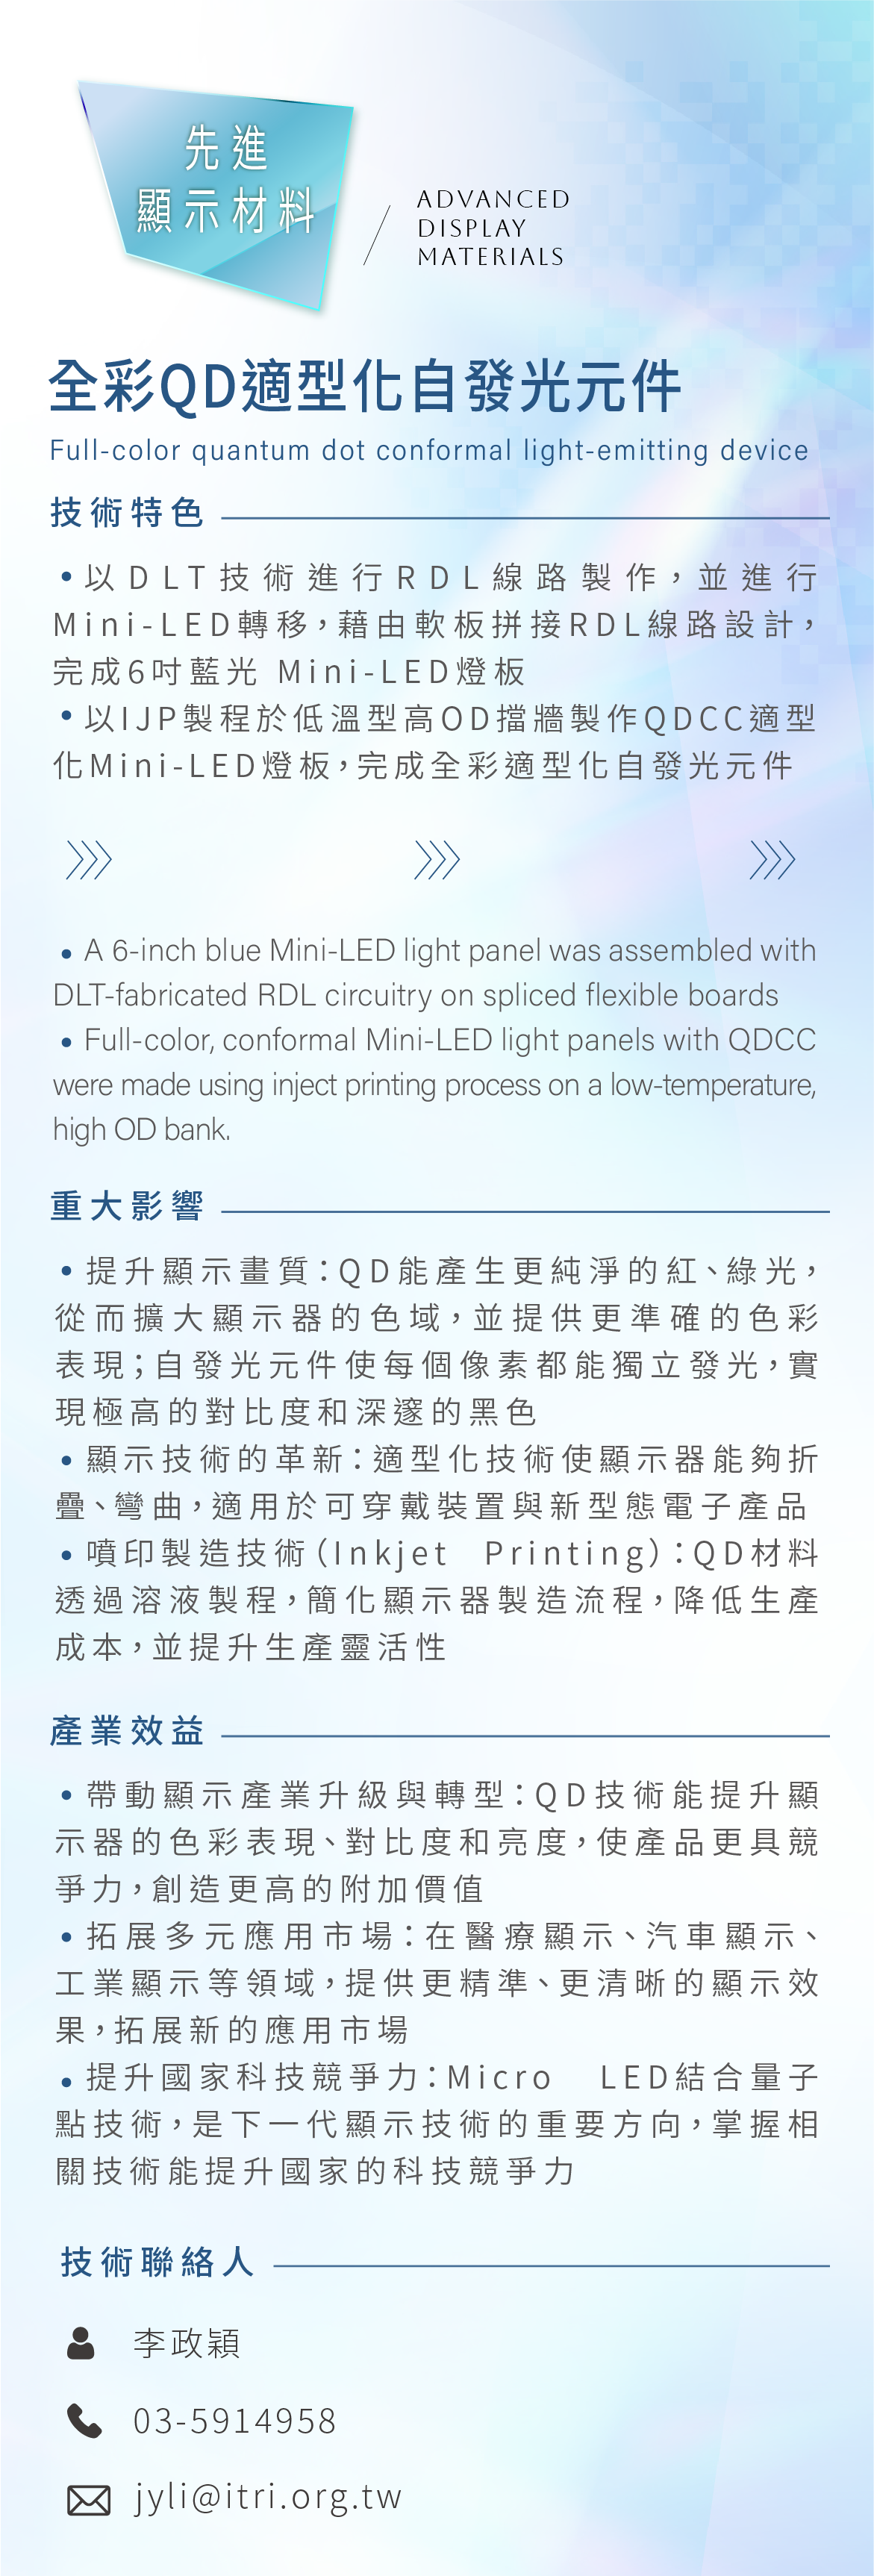 先進
顯示材料
ADVANCED
DISPLAY
MATERIALS
全彩QD適型化自發光元件
Full-color quantum dot conformal light-emitting device
技術特色
•以DLT技術進行RDL線路製作，並進行
Mini-LED轉移，藉由軟板拼接RDL線路設計，
完成6吋藍光 Mini-LED燈板
•以IJP製程於低溫型高OD擋牆製作QDCC適型
化Mini-LED燈板，完成全彩適型化自發光元件
• A 6-inch blue Mini-LED light panel was assembled with
DLT-fabricated RDL circuitry on spliced flexible boards
• Full-color, conformal Mini-LED light panels with QDCC
were made using inject printing process on a low-temperature,
high OD bank.
重大影響
•提升顯示畫質：QD能產生更純淨的紅、綠光，
從而擴大顯示器的色域，並提供更準確的色彩
表現；自發光元件使每個像素都能獨立發光，實
現極高的對比度和深邃的黑色
•顯示技術的革新：適型化技術使顯示器能夠折
疊、彎曲，適用於可穿戴裝置與新型態電子產品
•噴印製造技術（Inkjet Printing）：QD材料
透過溶液製程，簡化顯示器製造流程，降低生產
成本，並提升生產靈活性
產業效益
•帶動顯示產業升級與轉型：QD技術能提升顯
示器的色彩表現、對比度和亮度，使產品更具競
爭力，創造更高的附加價值
•拓展多元應用市場：在醫療顯示、汽車顯示、
工業顯示等領域，提供更精準、更清晰的顯示效
果，拓展新的應用市場
•提升國家科技競爭力：Micro LED結合量子
點技術，是下一代顯示技術的重要方向，掌握相
關技術能提升國家的科技競爭力
技術聯絡人
李政穎
03-5914958
jyli@itri.org.tw